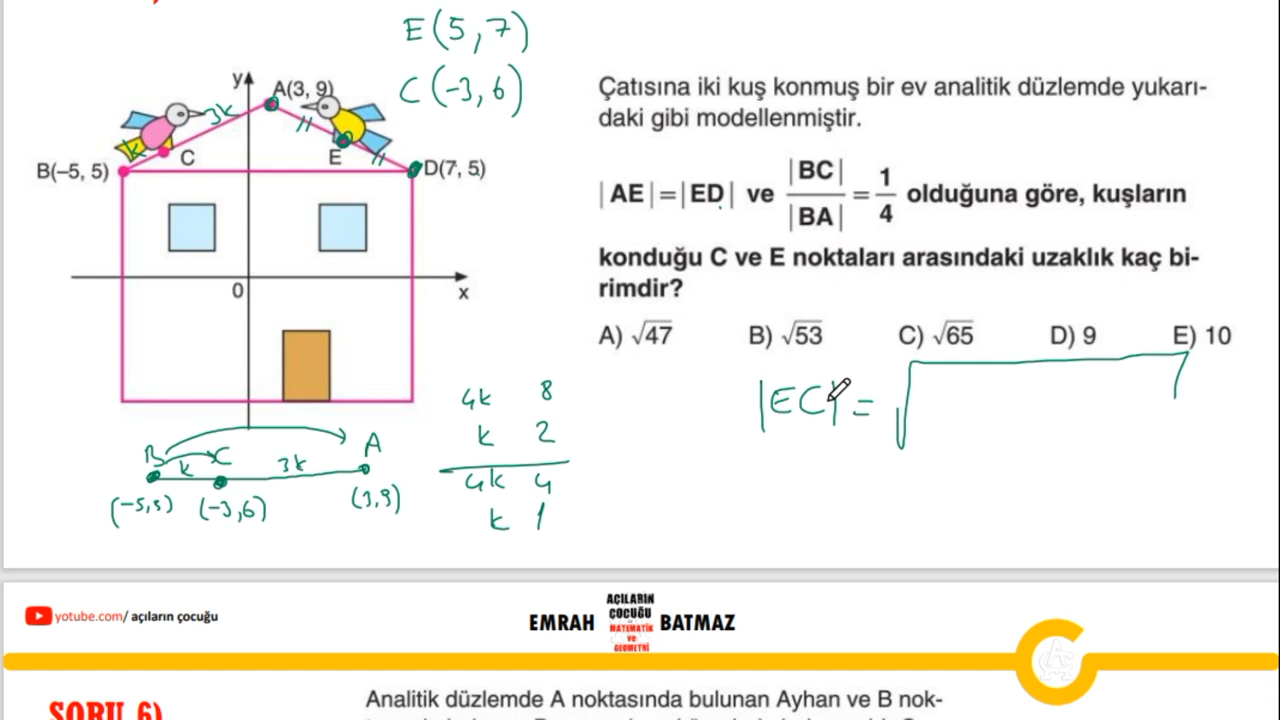 E(5,7)
C(-3,6)
y
A(3, 9)
3k
k
C
E
B(–5, 5)
D(7, 5)
0
x
Çatısına iki kuş konmuş bir ev analitik düzlemde yukarı-
daki gibi modellenmiştir.
|AE|=|ED| ve |BC|/|BA| = 1/4 olduğuna göre, kuşların
konduğu C ve E noktaları arasındaki uzaklık kaç bi-
rimdir?
A) √47 B) √53 C) √65 D) 9 E) 10
|EC| = √
B k C 3k A
(-5,5) (-3,6) (3,9)
4k 8
k 2
4k 4
k 1
yotube.com/ açıların çocuğu
EMRAH AÇILARIN ÇOCUĞU MATEMATİK ve GEOMETRİ BATMAZ
SORU 6)
Analitik düzlemde A noktasında bulunan Ayhan ve B nok-